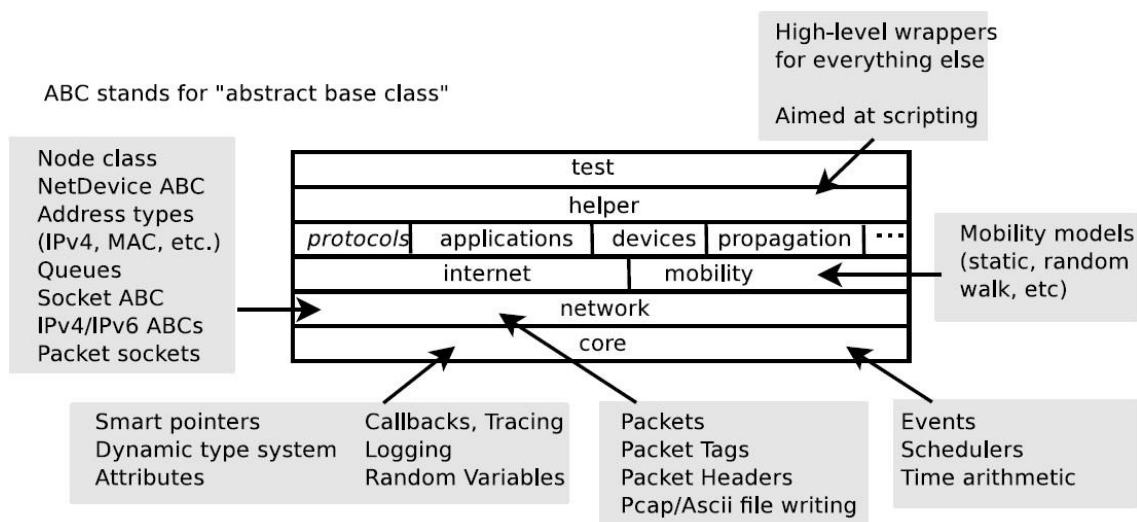 High-level wrappers
for everything else
Aimed at scripting
ABC stands for "abstract base class"
Node class
NetDevice ABC
Address types
(IPv4, MAC, etc.)
Queues
Socket ABC
IPv4/IPv6 ABCs
Packet sockets
test
helper
protocols applications devices propagation ...
internet mobility
network
core
Mobility models
(static, random
walk, etc)
Smart pointers
Dynamic type system
Attributes
Callbacks, Tracing
Logging
Random Variables
Packets
Packet Tags
Packet Headers
Pcap/Ascii file writing
Events
Schedulers
Time arithmetic